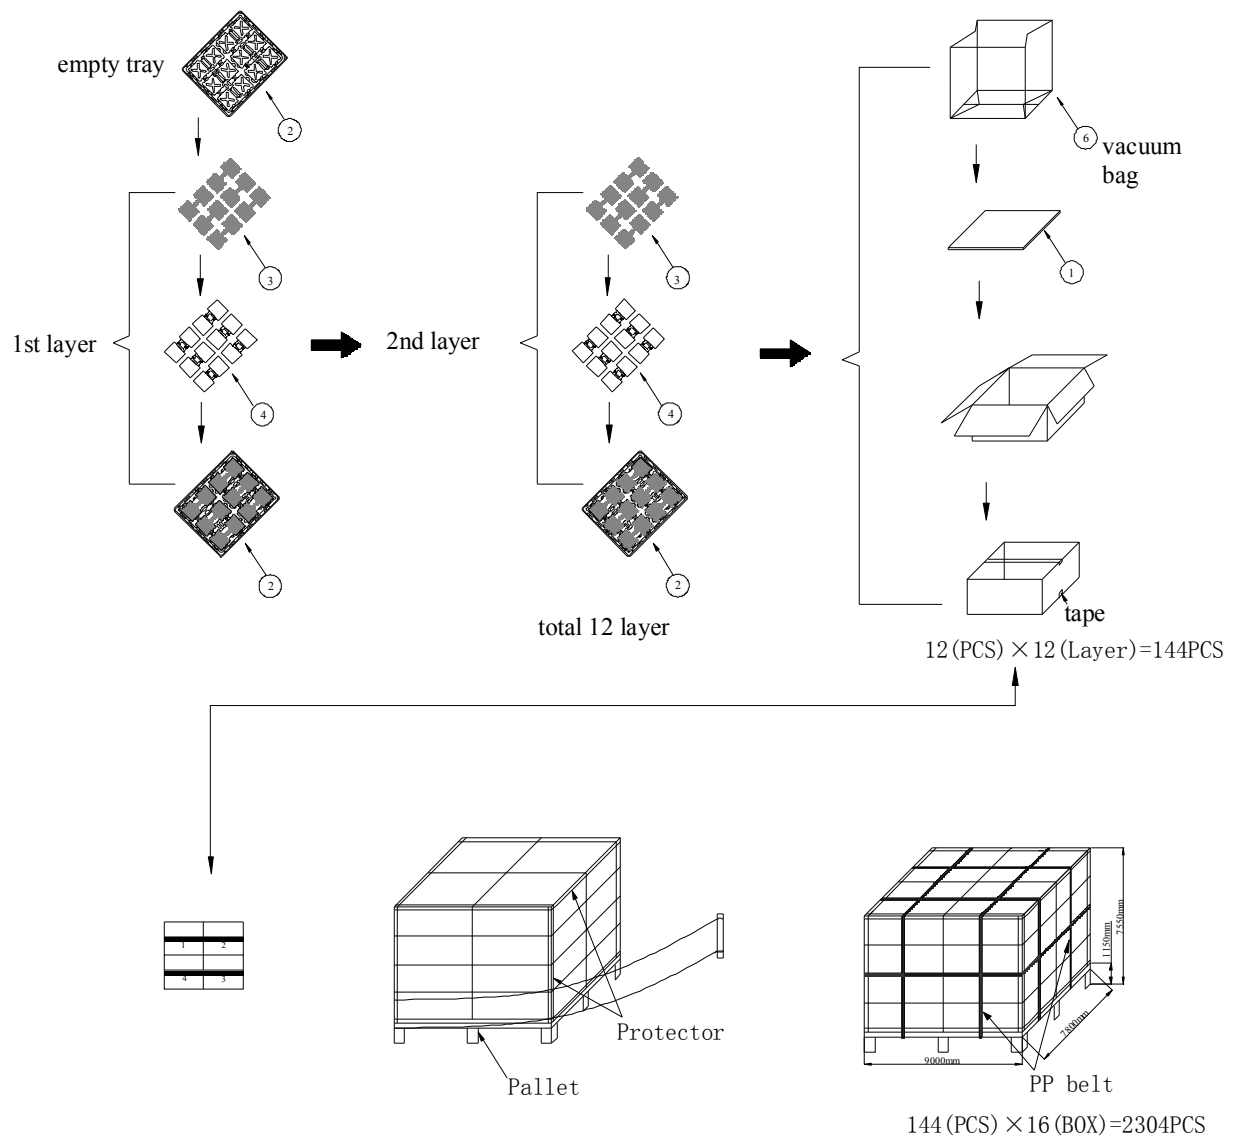 empty tray
2
3
1st layer
4
2
3
2nd layer
4
2
total 12 layer
6
vacuum
bag
1
tape
12(PCS)×12(Layer)=144PCS
1 2
4 3
Protector
Pallet
7550mm
1150mm
7800mm
9000mm
PP belt
144(PCS)×16(BOX)=2304PCS